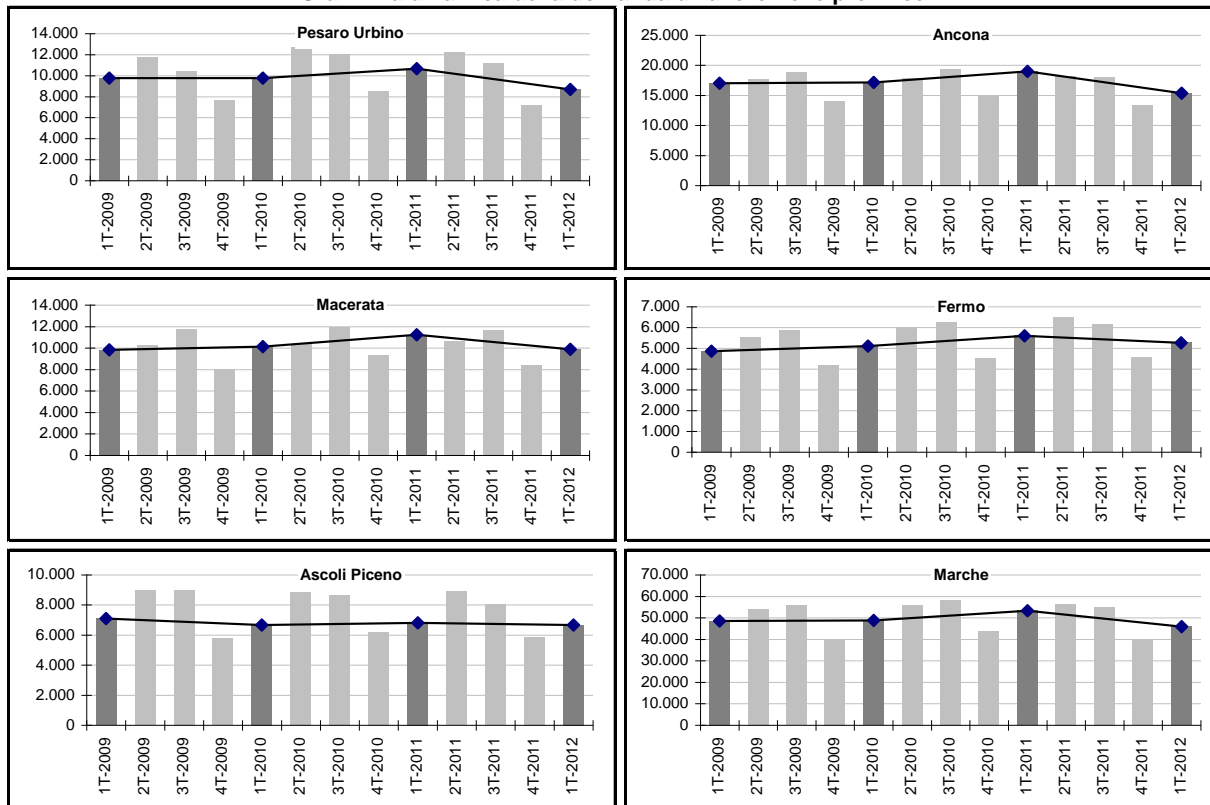 Pesaro Urbino
14.000
12.000
10.000
8.000
6.000
4.000
2.000
0
1T-2009
2T-2009
3T-2009
4T-2009
1T-2010
2T-2010
3T-2010
4T-2010
1T-2011
2T-2011
3T-2011
4T-2011
1T-2012
Ancona
25.000
20.000
15.000
10.000
5.000
0
1T-2009
2T-2009
3T-2009
4T-2009
1T-2010
2T-2010
3T-2010
4T-2010
1T-2011
2T-2011
3T-2011
4T-2011
1T-2012
Macerata
14.000
12.000
10.000
8.000
6.000
4.000
2.000
0
1T-2009
2T-2009
3T-2009
4T-2009
1T-2010
2T-2010
3T-2010
4T-2010
1T-2011
2T-2011
3T-2011
4T-2011
1T-2012
Fermo
7.000
6.000
5.000
4.000
3.000
2.000
1.000
0
1T-2009
2T-2009
3T-2009
4T-2009
1T-2010
2T-2010
3T-2010
4T-2010
1T-2011
2T-2011
3T-2011
4T-2011
1T-2012
Ascoli Piceno
10.000
8.000
6.000
4.000
2.000
0
1T-2009
2T-2009
3T-2009
4T-2009
1T-2010
2T-2010
3T-2010
4T-2010
1T-2011
2T-2011
3T-2011
4T-2011
1T-2012
Marche
70.000
60.000
50.000
40.000
30.000
20.000
10.000
0
1T-2009
2T-2009
3T-2009
4T-2009
1T-2010
2T-2010
3T-2010
4T-2010
1T-2011
2T-2011
3T-2011
4T-2011
1T-2012